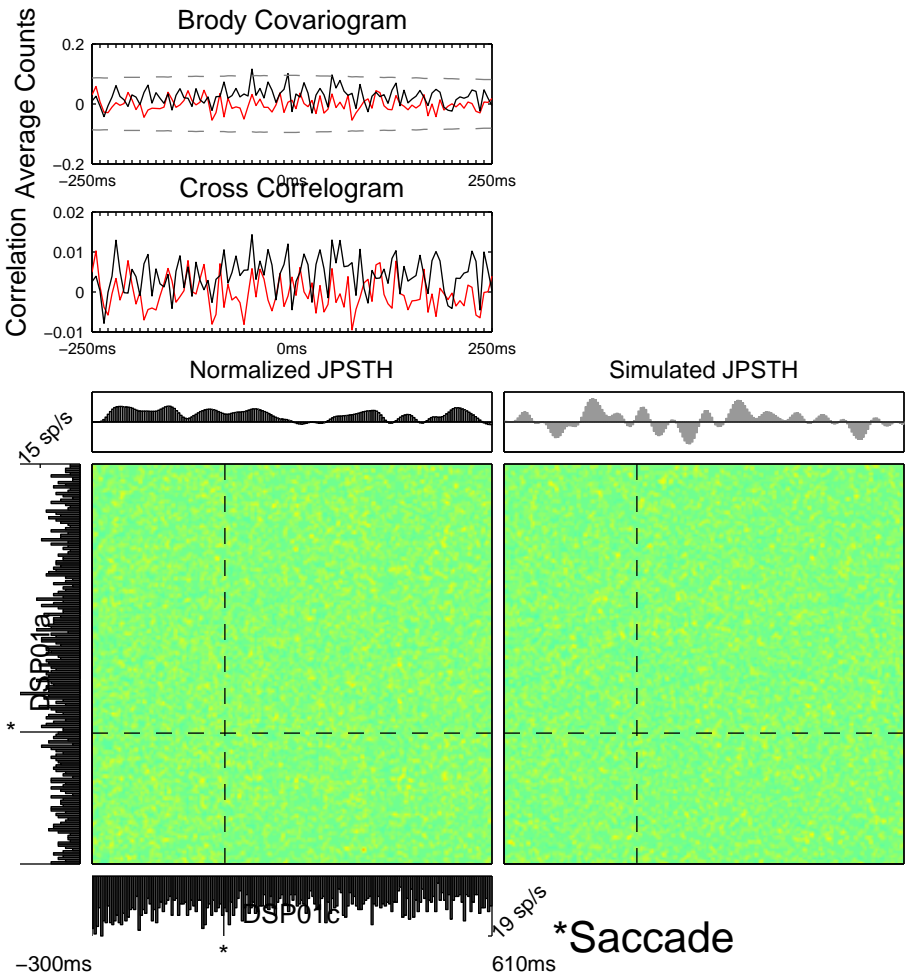 Brody Covariogram
Average Counts
0.2
0
−0.2
−250ms
0ms
250ms
Cross Correlogram
Correlation
0.02
0.01
0
−0.01
−250ms
0ms
250ms
Normalized JPSTH
Simulated JPSTH
15 sp/s
DSP01a
*
DSP01c
19 sp/s
*
*Saccade
−300ms
610ms